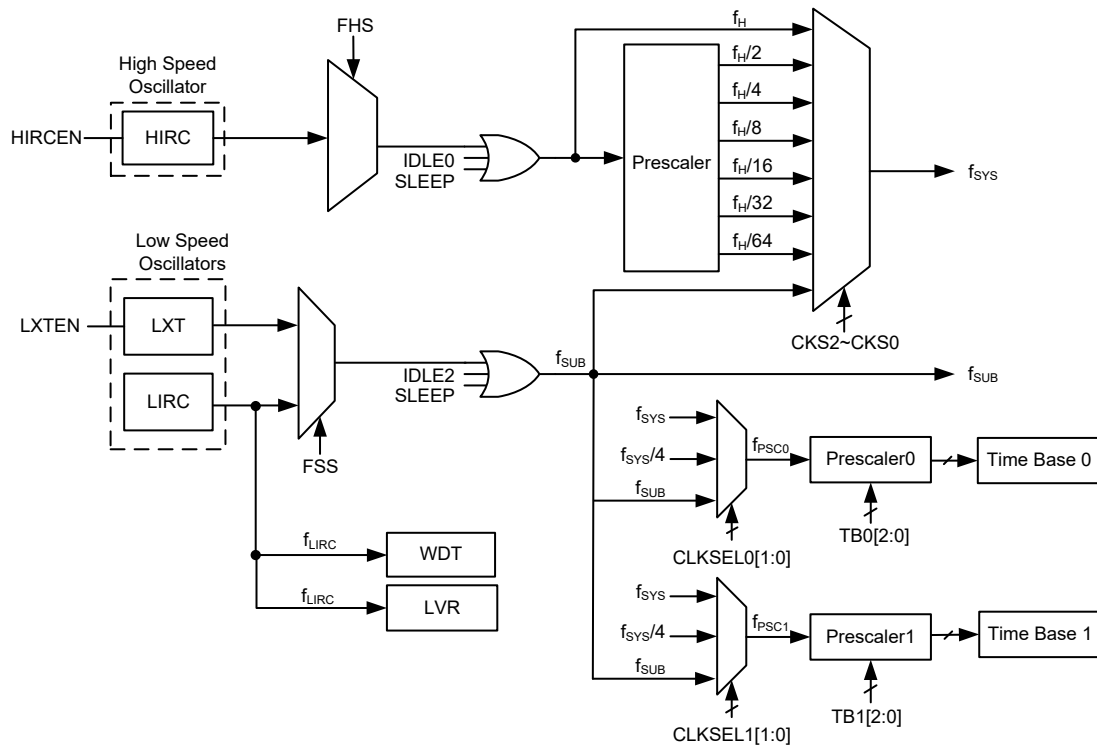 FHS
High Speed
Oscillator
HIRCEN
HIRC
IDLE0
SLEEP
Prescaler
fH
fH/2
fH/4
fH/8
fH/16
fH/32
fH/64
fSYS
CKS2~CKS0
Low Speed
Oscillators
LXTEN
LXT
LIRC
FSS
IDLE2
SLEEP
fSUB
fSUB
fSYS
fSYS/4
fSUB
fPSC0
Prescaler0
Time Base 0
TB0[2:0]
CLKSEL0[1:0]
fLIRC
WDT
fLIRC
LVR
fSYS
fSYS/4
fSUB
fPSC1
Prescaler1
Time Base 1
TB1[2:0]
CLKSEL1[1:0]